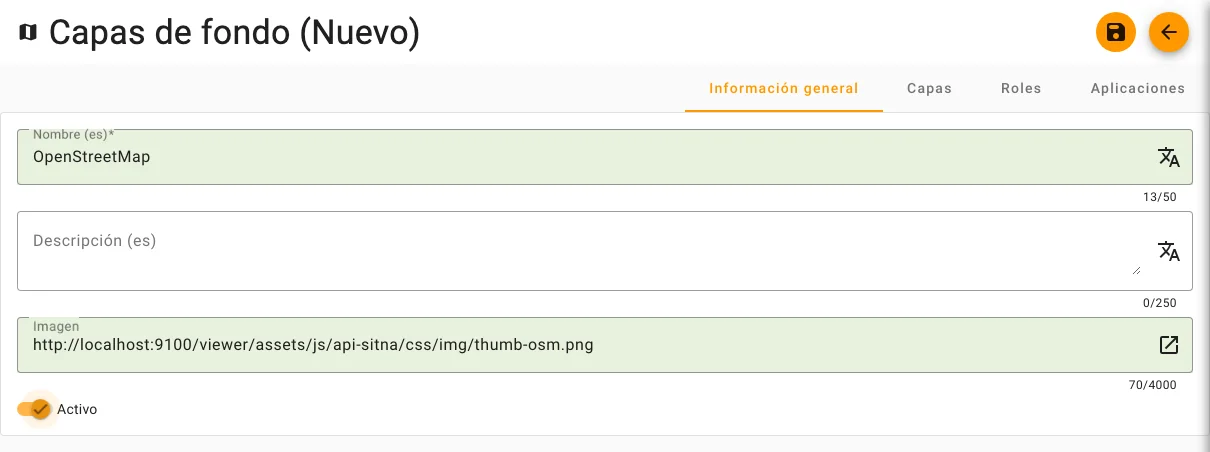 Capas de fondo (Nuevo)
Información general Capas Roles Aplicaciones
Nombre (es)*
OpenStreetMap
13/50
Descripción (es)
0/250
Imagen
http://localhost:9100/viewer/assets/js/api-sitna/css/img/thumb-osm.png
70/4000
Activo